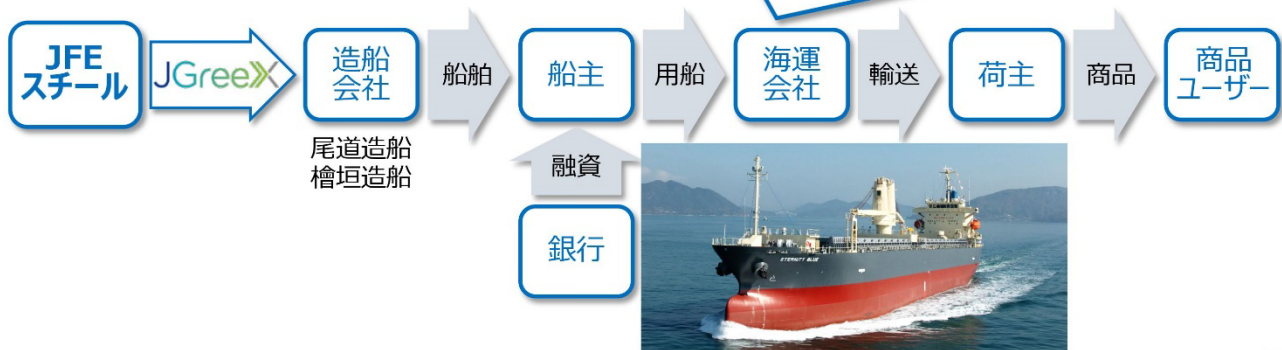 JFE
スチール
JGreeX
造船
会社
船舶
船主
用船
海運
会社
輸送
荷主
商品
商品
ユーザー
尾道造船
檜垣造船
融資
銀行
ETERNITY BLUE